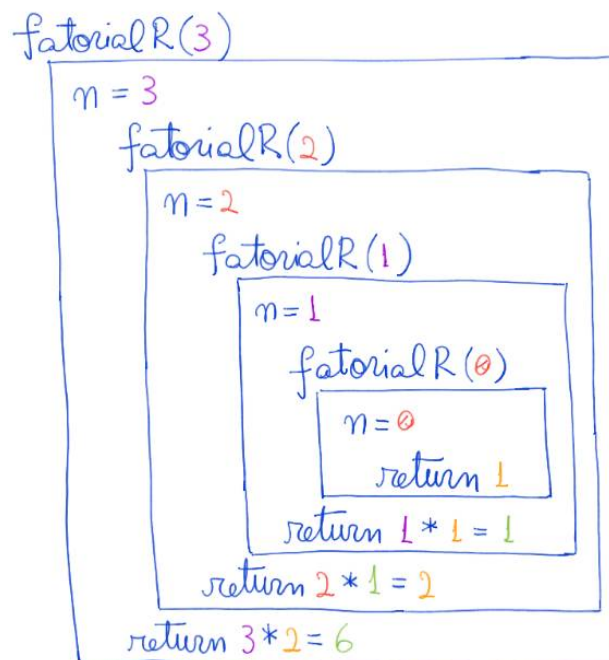 fatorialR(3)
n = 3
fatorialR(2)
n = 2
fatorialR(1)
n = 1
fatorialR(0)
n = 0
return 1
return 1 * 1 = 1
return 2 * 1 = 2
return 3 * 2 = 6